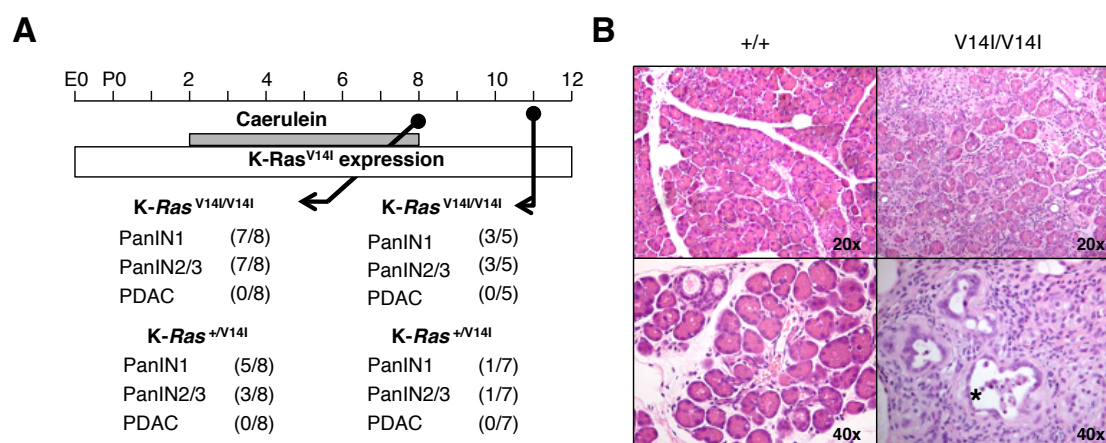 A
E0 P0 2 4 6 8 10 12
Caerulein
K-RasV14I expression
K-Ras V14I/V14I
PanIN1 (7/8)
PanIN2/3 (7/8)
PDAC (0/8)
K-Ras +/V14I
PanIN1 (5/8)
PanIN2/3 (3/8)
PDAC (0/8)
K-Ras V14I/V14I
PanIN1 (3/5)
PanIN2/3 (3/5)
PDAC (0/5)
K-Ras +/V14I
PanIN1 (1/7)
PanIN2/3 (1/7)
PDAC (0/7)
B
+/+ V14I/V14I
20x 20x
* 
40x 40x